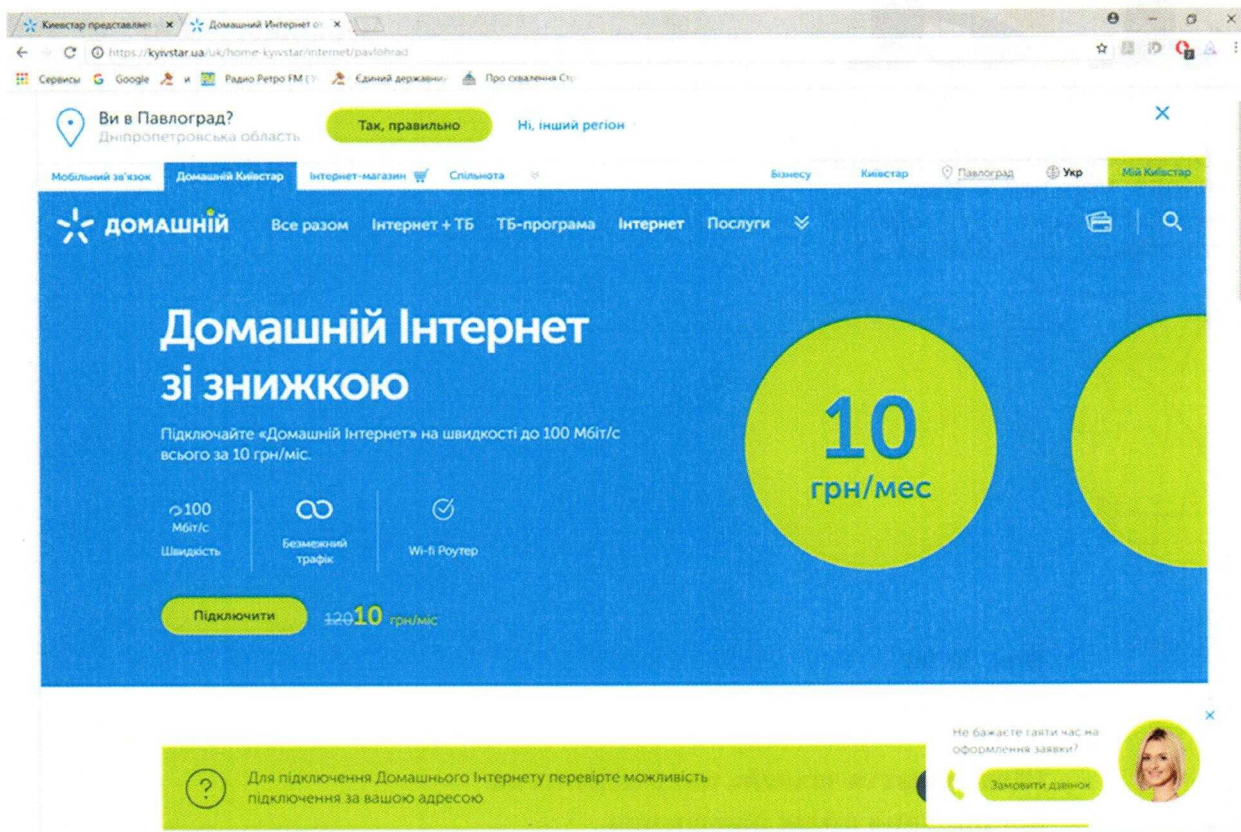 Киевстар представляет
Домашний Интернет от
https://kyivstar.ua/uk/home-kyivstar/internet/pavlohrad
Сервисы Google и Радио Ретро FM Єдиний державний Про схвалення
Ви в Павлоград?
Дніпропетровська область
Так, правильно
Ні, інший регіон
Мобільний зв'язок Домашній Київстар Інтернет-магазин Спільнота Бізнесу Київстар Павлоград Укр Мій Київстар
ДОМАШНІЙ Все разом Інтернет + ТБ ТБ-програма Інтернет Послуги
Домашній Інтернет
зі знижкою
Підключайте «Домашній Інтернет» на швидкості до 100 Мбіт/с
всього за 10 грн/міс.
10
грн/мес
100
Мбіт/с
Швидкість
Безмежний
трафік
Wi-fi Роутер
Підключити
120 10 грн/міс
Не бажаєте гаяти час на
оформлення заявки?
Замовити дзвінок
Для підключення Домашнього Інтернету перевірте можливість
підключення за вашою адресою